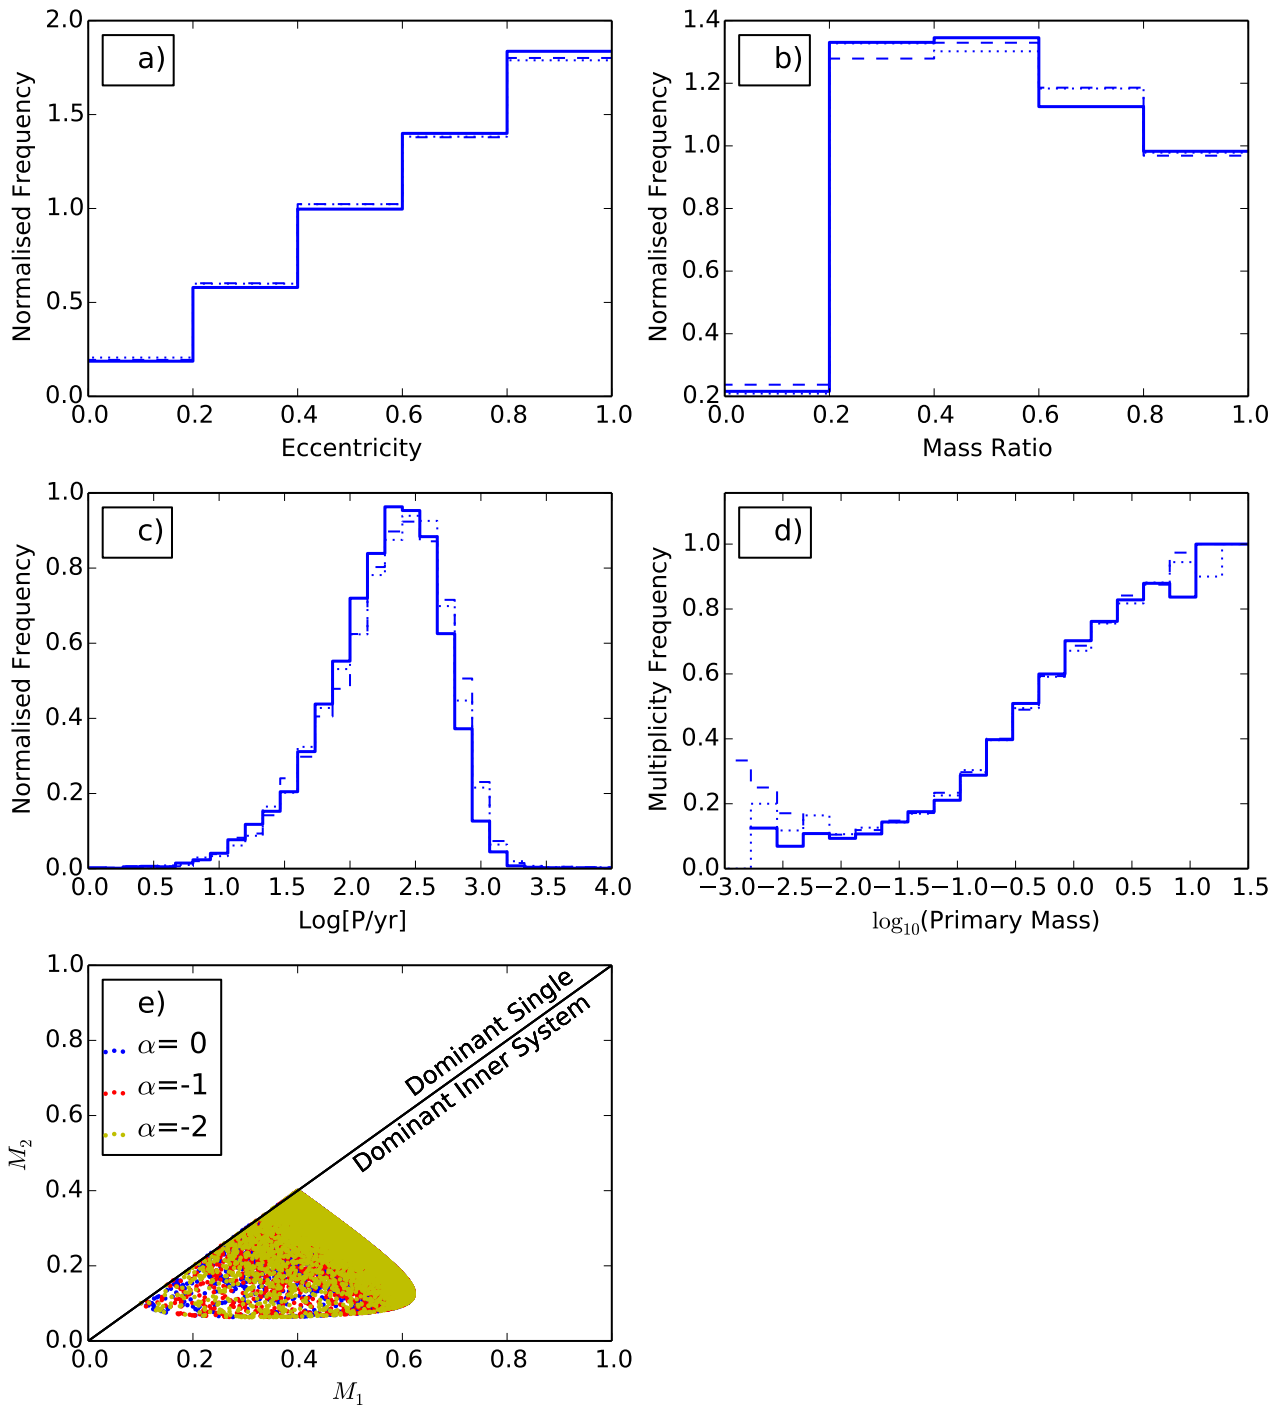 a)
2.0
1.5
1.0
0.5
0.0
Normalised Frequency
0.0 0.2 0.4 0.6 0.8 1.0
Eccentricity
b)
1.4
1.2
1.0
0.8
0.6
0.4
0.2
Normalised Frequency
0.0 0.2 0.4 0.6 0.8 1.0
Mass Ratio
c)
1.0
0.8
0.6
0.4
0.2
0.0
Normalised Frequency
0.0 0.5 1.0 1.5 2.0 2.5 3.0 3.5 4.0
Log[P/yr]
d)
1.0
0.8
0.6
0.4
0.2
0.0
Multiplicity Frequency
−3.0 −2.5 −2.0 −1.5 −1.0 −0.5 0.0 0.5 1.0 1.5
log₁₀(Primary Mass)
e)
α= 0
α=-1
α=-2
Dominant Single
Dominant Inner System
1.0
0.8
0.6
0.4
0.2
0.0
M₂
0.0 0.2 0.4 0.6 0.8 1.0
M₁